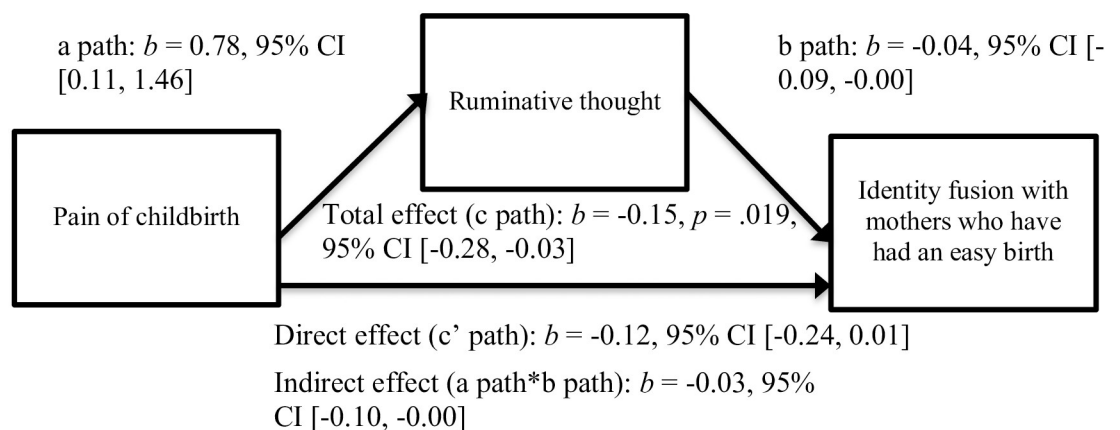 a path: b = 0.78, 95% CI
[0.11, 1.46]
b path: b = -0.04, 95% CI [-
0.09, -0.00]
Ruminative thought
Pain of childbirth
Identity fusion with
mothers who have
had an easy birth
Total effect (c path): b = -0.15, p = .019,
95% CI [-0.28, -0.03]
Direct effect (c’ path): b = -0.12, 95% CI [-0.24, 0.01]
Indirect effect (a path*b path): b = -0.03, 95%
CI [-0.10, -0.00]